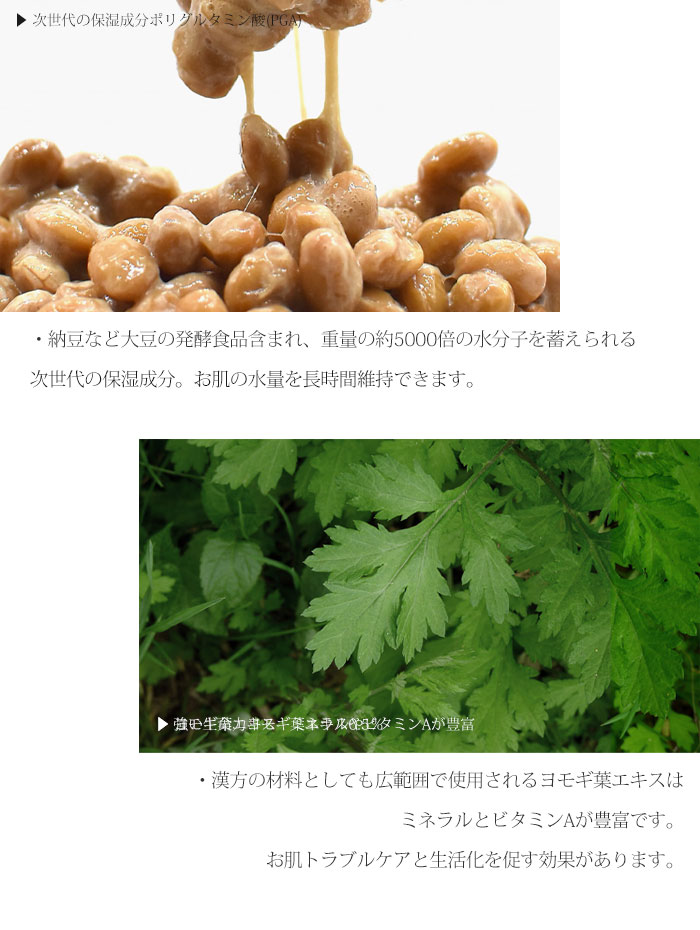 ▶ 次世代の保湿成分ポリグルタミン酸(PGA)
・納豆など大豆の発酵食品含まれ、重量の約5000倍の水分子を蓄えられる
次世代の保湿成分。お肌の水量を長時間維持できます。
ビタミンAが豊富
・漢方の材料としても広範囲で使用されるヨモギ葉エキスは
ミネラルとビタミンAが豊富です。
お肌トラブルケアと生活化を促す効果があります。